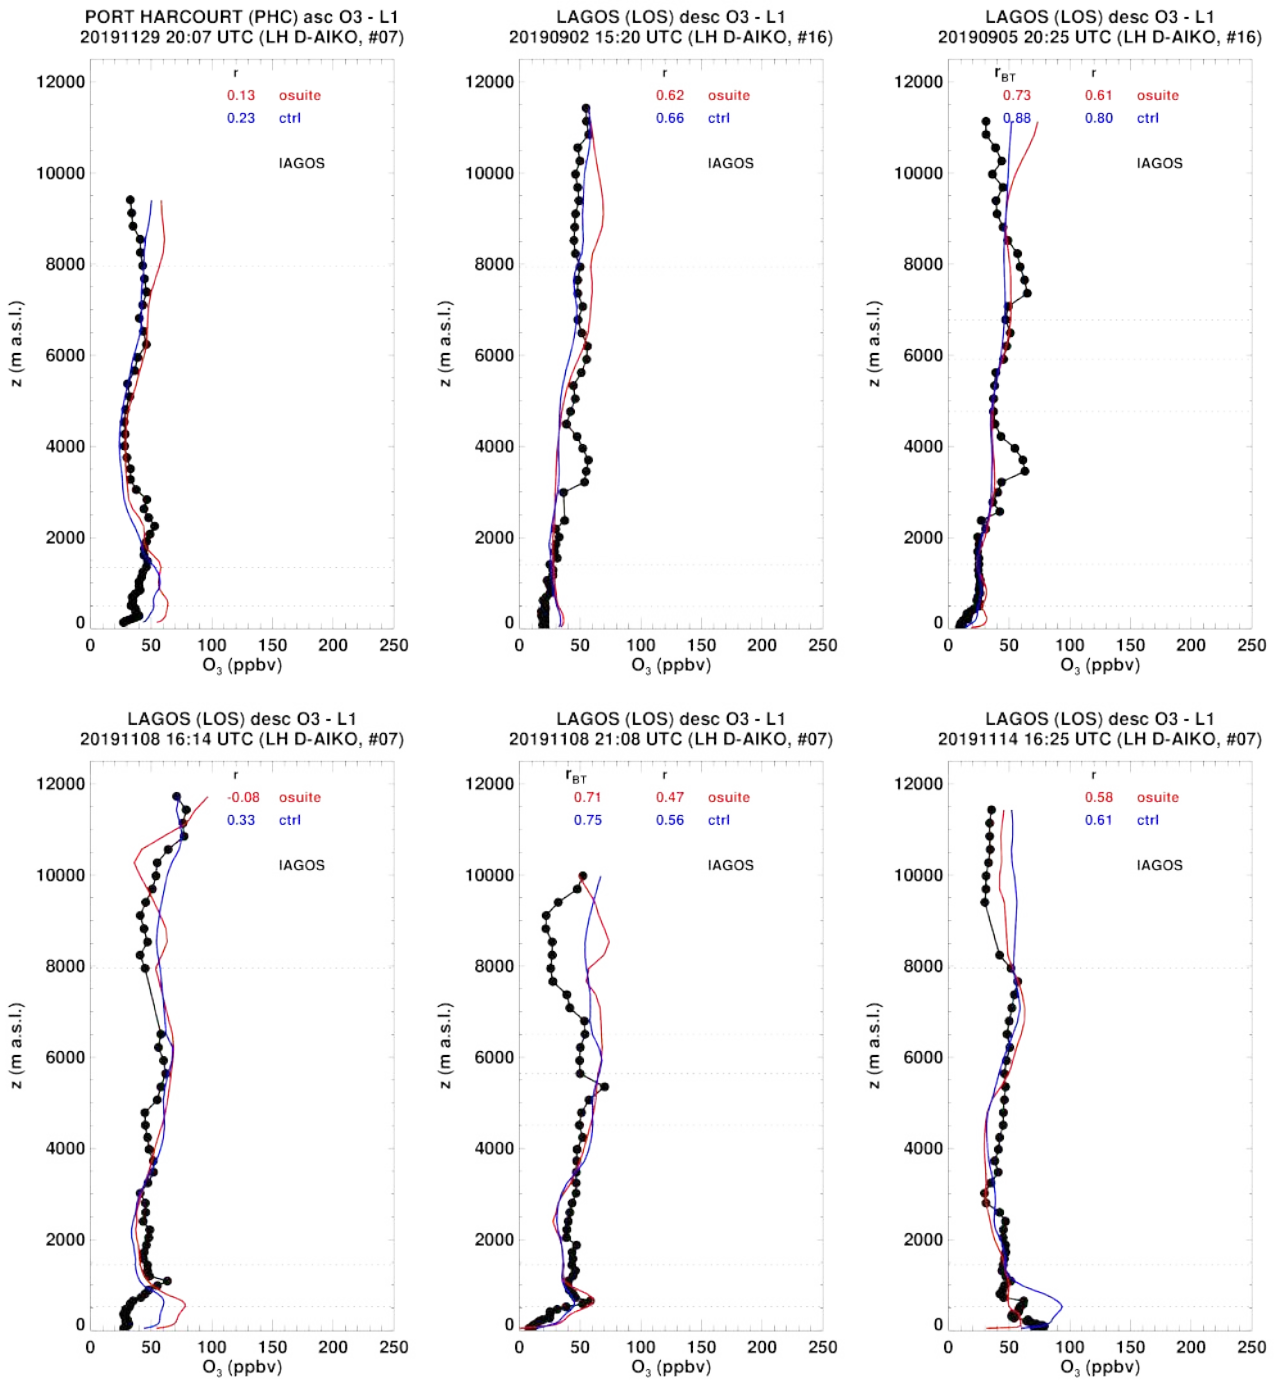 PORT HARCOURT (PHC) asc O3 - L1
20191129 20:07 UTC (LH D-AIKO, #07)
r
0.13 osuite
0.23 ctrl
IAGOS
12000
10000
8000
6000
4000
2000
0
z (m a.s.l.)
0 50 100 150 200 250
O3 (ppbv)
LAGOS (LOS) desc O3 - L1
20190902 15:20 UTC (LH D-AIKO, #16)
r
0.62 osuite
0.66 ctrl
IAGOS
12000
10000
8000
6000
4000
2000
0
z (m a.s.l.)
0 50 100 150 200 250
O3 (ppbv)
LAGOS (LOS) desc O3 - L1
20190905 20:25 UTC (LH D-AIKO, #16)
rBT r
0.73 0.61 osuite
0.88 0.80 ctrl
IAGOS
12000
10000
8000
6000
4000
2000
0
z (m a.s.l.)
0 50 100 150 200 250
O3 (ppbv)
LAGOS (LOS) desc O3 - L1
20191108 16:14 UTC (LH D-AIKO, #07)
r
-0.08 osuite
0.33 ctrl
IAGOS
12000
10000
8000
6000
4000
2000
0
z (m a.s.l.)
0 50 100 150 200 250
O3 (ppbv)
LAGOS (LOS) desc O3 - L1
20191108 21:08 UTC (LH D-AIKO, #07)
rBT r
0.71 0.47 osuite
0.75 0.56 ctrl
IAGOS
12000
10000
8000
6000
4000
2000
0
z (m a.s.l.)
0 50 100 150 200 250
O3 (ppbv)
LAGOS (LOS) desc O3 - L1
20191114 16:25 UTC (LH D-AIKO, #07)
r
0.58 osuite
0.61 ctrl
IAGOS
12000
10000
8000
6000
4000
2000
0
z (m a.s.l.)
0 50 100 150 200 250
O3 (ppbv)